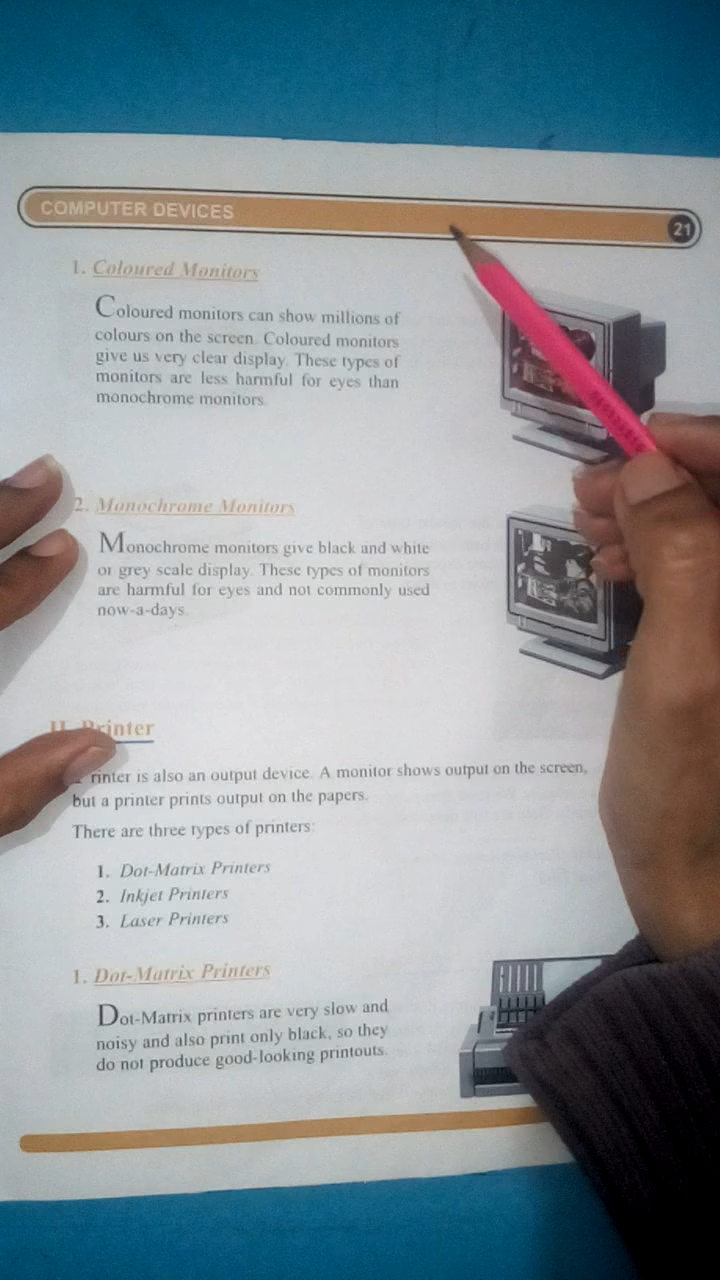 COMPUTER DEVICES
21
1. Coloured Monitors
Coloured monitors can show millions of
colours on the screen. Coloured monitors
give us very clear display. These types of
monitors are less harmful for eyes than
monochrome monitors.
2. Monochrome Monitors
Monochrome monitors give black and white
or grey scale display. These types of monitors
are harmful for eyes and not commonly used
now-a-days.
II. Printer
Printer is also an output device. A monitor shows output on the screen,
but a printer prints output on the papers.
There are three types of printers:
1. Dot-Matrix Printers
2. Inkjet Printers
3. Laser Printers
1. Dot-Matrix Printers
Dot-Matrix printers are very slow and
noisy and also print only black, so they
do not produce good-looking printouts.